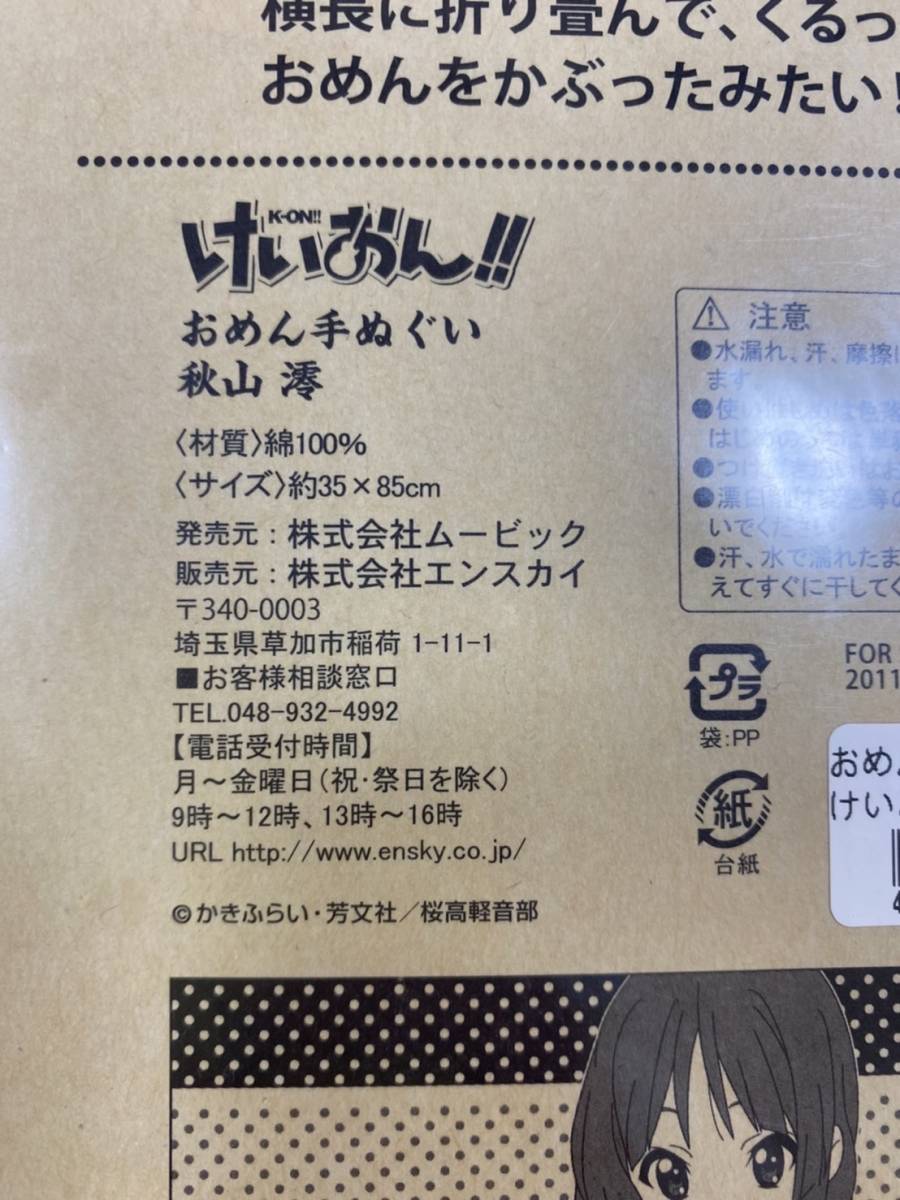 横長に折り畳んで、くるっ
おめんをかぶったみたい!
K-ON!!
けいおん!!
おめん手ぬぐい
秋山 澪
〈材質〉綿100%
〈サイズ〉約35×85cm
発売元:株式会社ムービック
販売元:株式会社エンスカイ
〒340-0003
埼玉県草加市稲荷 1-11-1
■お客様相談窓口
TEL.048-932-4992
【電話受付時間】
月～金曜日(祝･祭日を除く)
9時～12時、13時～16時
URL http://www.ensky.co.jp/
©かきふらい・芳文社/桜高軽音部
⚠ 注意
●水漏れ、汗、摩擦
ます。
●使い
は
●
●漂白
いでください
●汗、水で濡れたま
えてすぐに干してく
プラ
袋:PP
紙
台紙
FOR
2011
おめ
けい
4